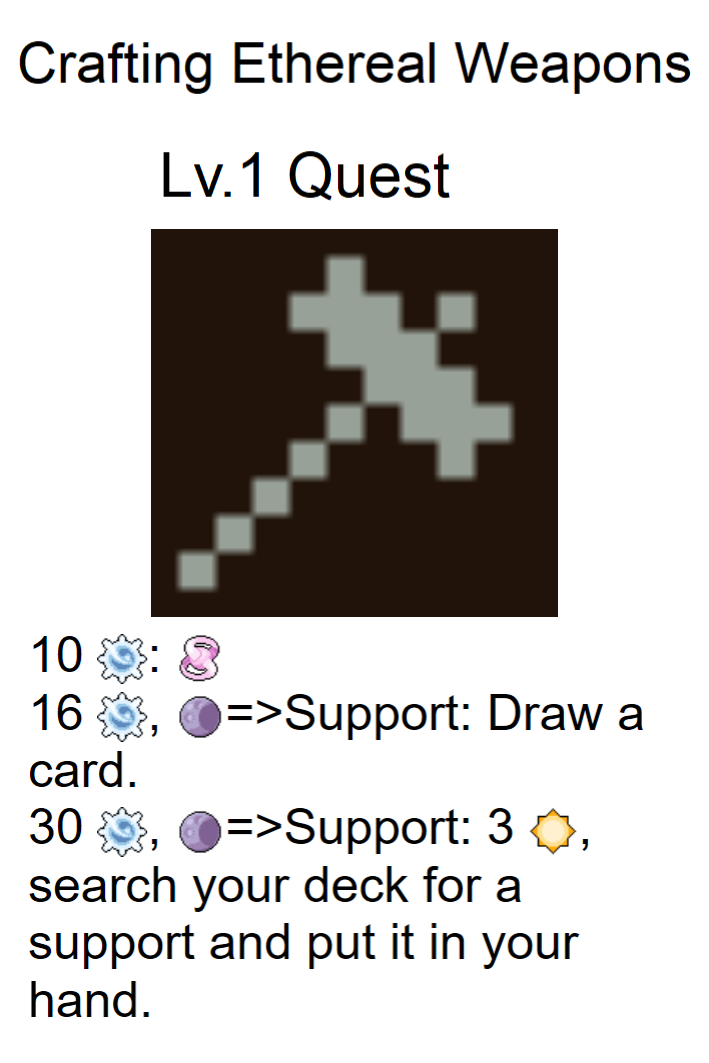 Crafting Ethereal Weapons
Lv.1 Quest
10 :
16 , =>Support: Draw a
card.
30 , =>Support: 3 ,
search your deck for a
support and put it in your
hand.